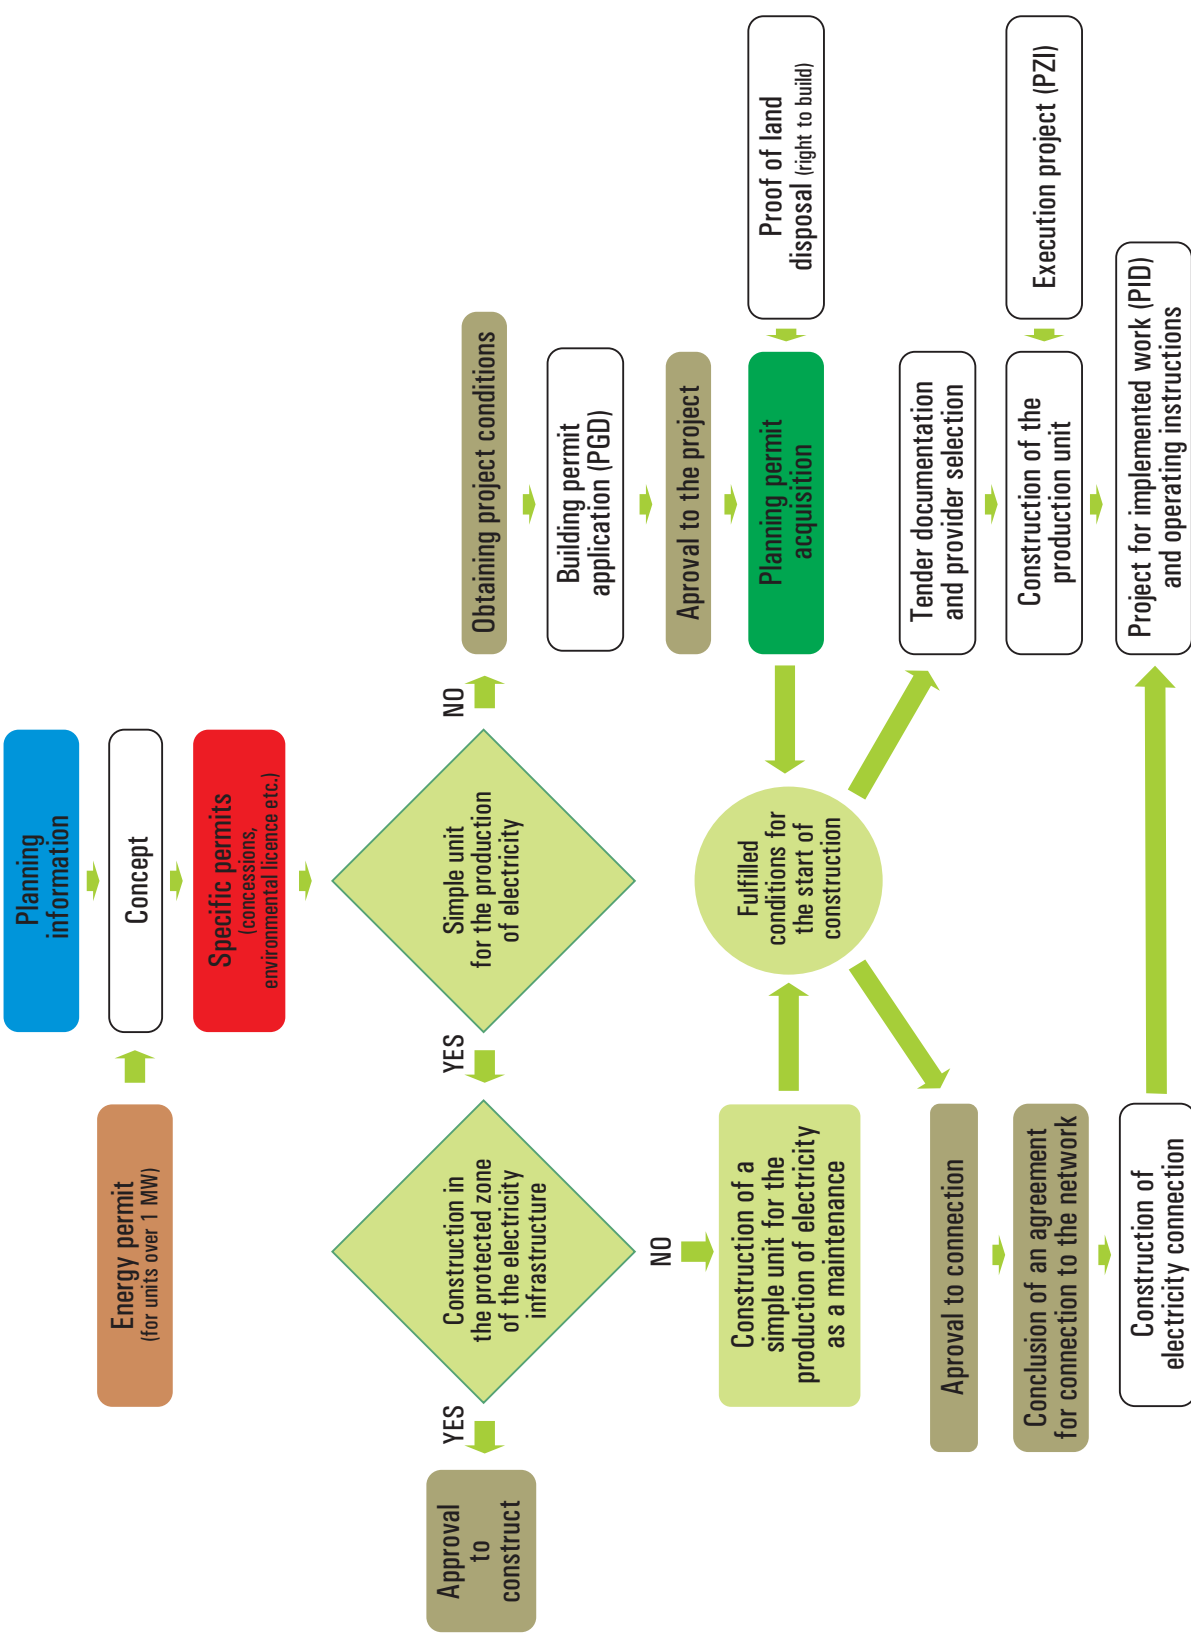 Planning
information
Concept
Energy permit
(for units over 1 MW)
Specific permits
(concessions,
environmental licence etc.)
Simple unit
for the production
of electricity
NO
YES
Construction in
the protected zone
of the electricity
infrastructure
YES
NO
Approval
to
construct
Obtaining project conditions
Building permit
application (PGD)
Aproval to the project
Planning permit
acquisition
Proof of land
disposal (right to build)
Construction of a
simple unit for the
production of electricity
as a maintenance
Fulfilled
conditions for
the start of
construction
Aproval to connection
Conclusion of an agreement
for connection to the network
Construction of
electricity connection
Tender documentation
and provider selection
Construction of the
production unit
Execution project (PZI)
Project for implemented work (PID)
and operating instructions